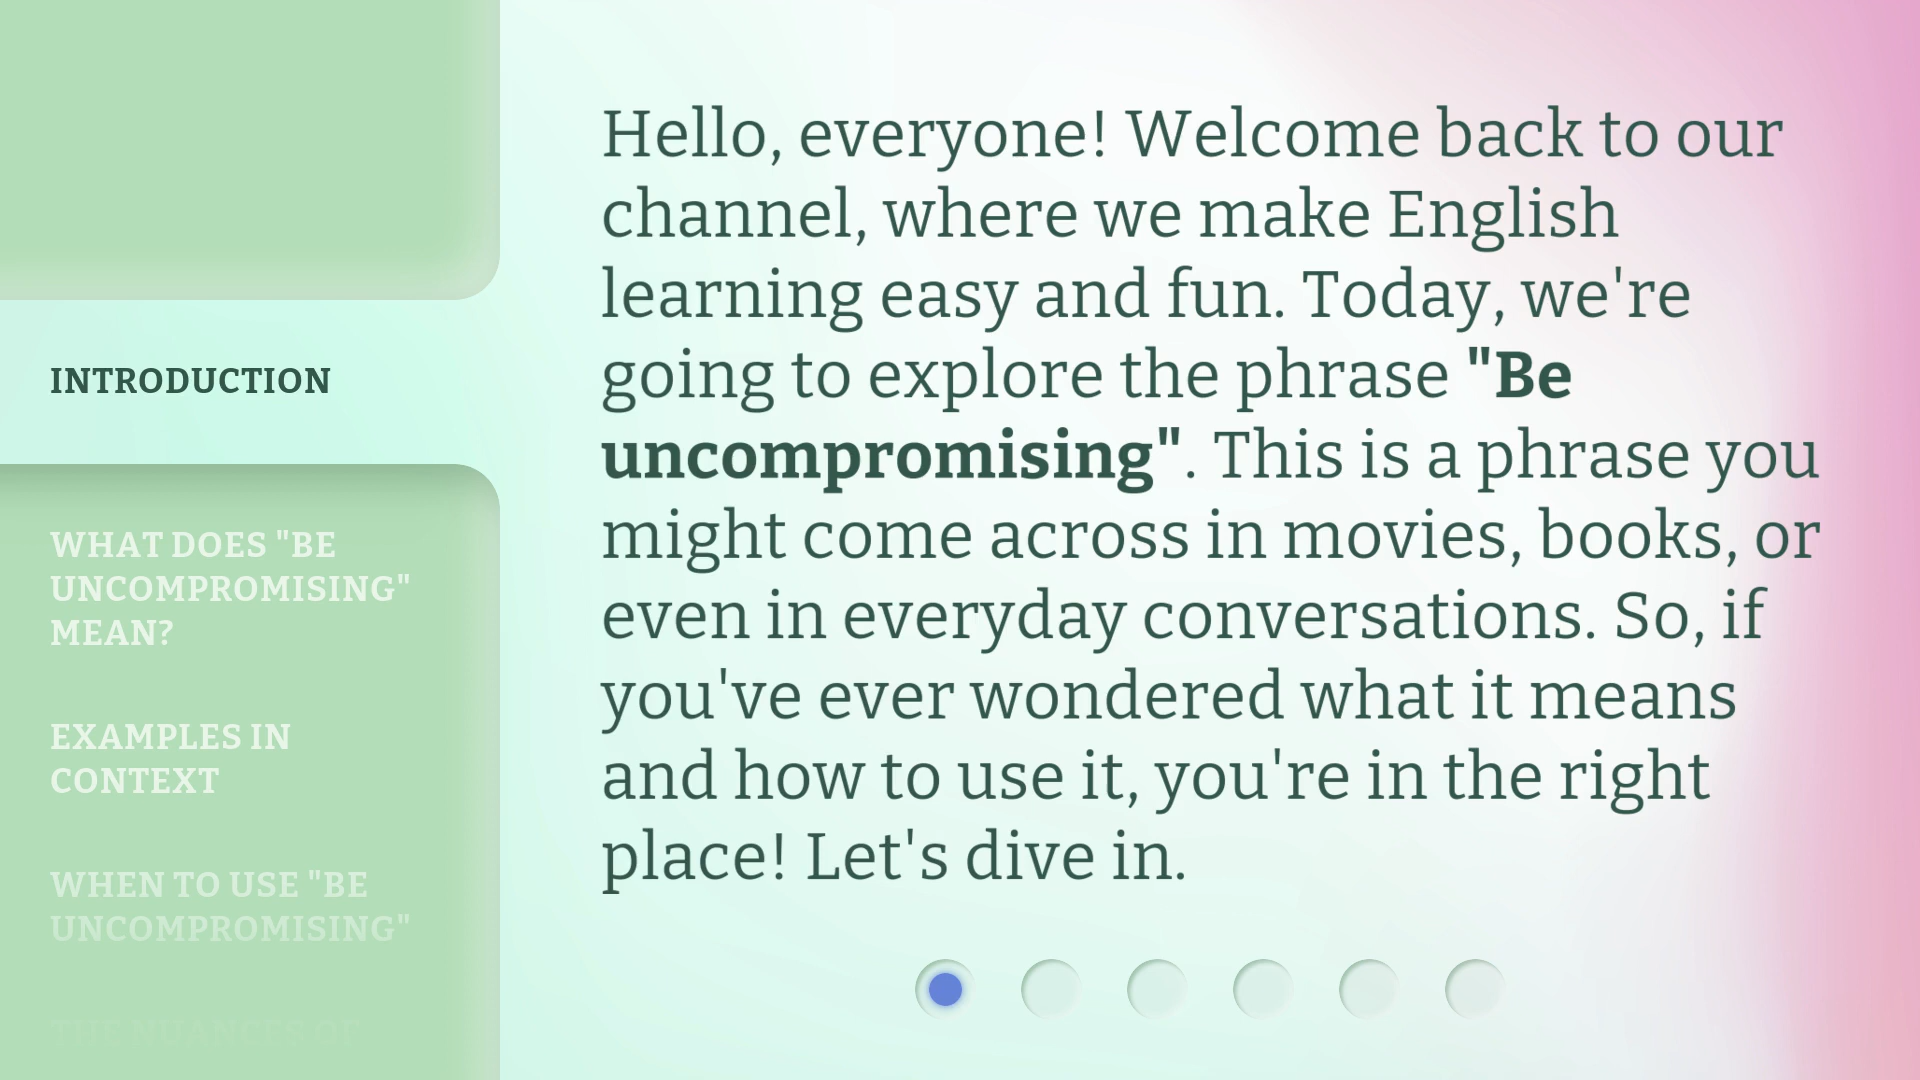 INTRODUCTION
WHAT DOES "BE
UNCOMPROMISING"
MEAN?
EXAMPLES IN
CONTEXT
WHEN TO USE "BE
UNCOMPROMISING"
THE NUANCES OF
Hello, everyone! Welcome back to our
channel, where we make English
learning easy and fun. Today, we're
going to explore the phrase "Be
uncompromising". This is a phrase you
might come across in movies, books, or
even in everyday conversations. So, if
you've ever wondered what it means
and how to use it, you're in the right
place! Let's dive in.